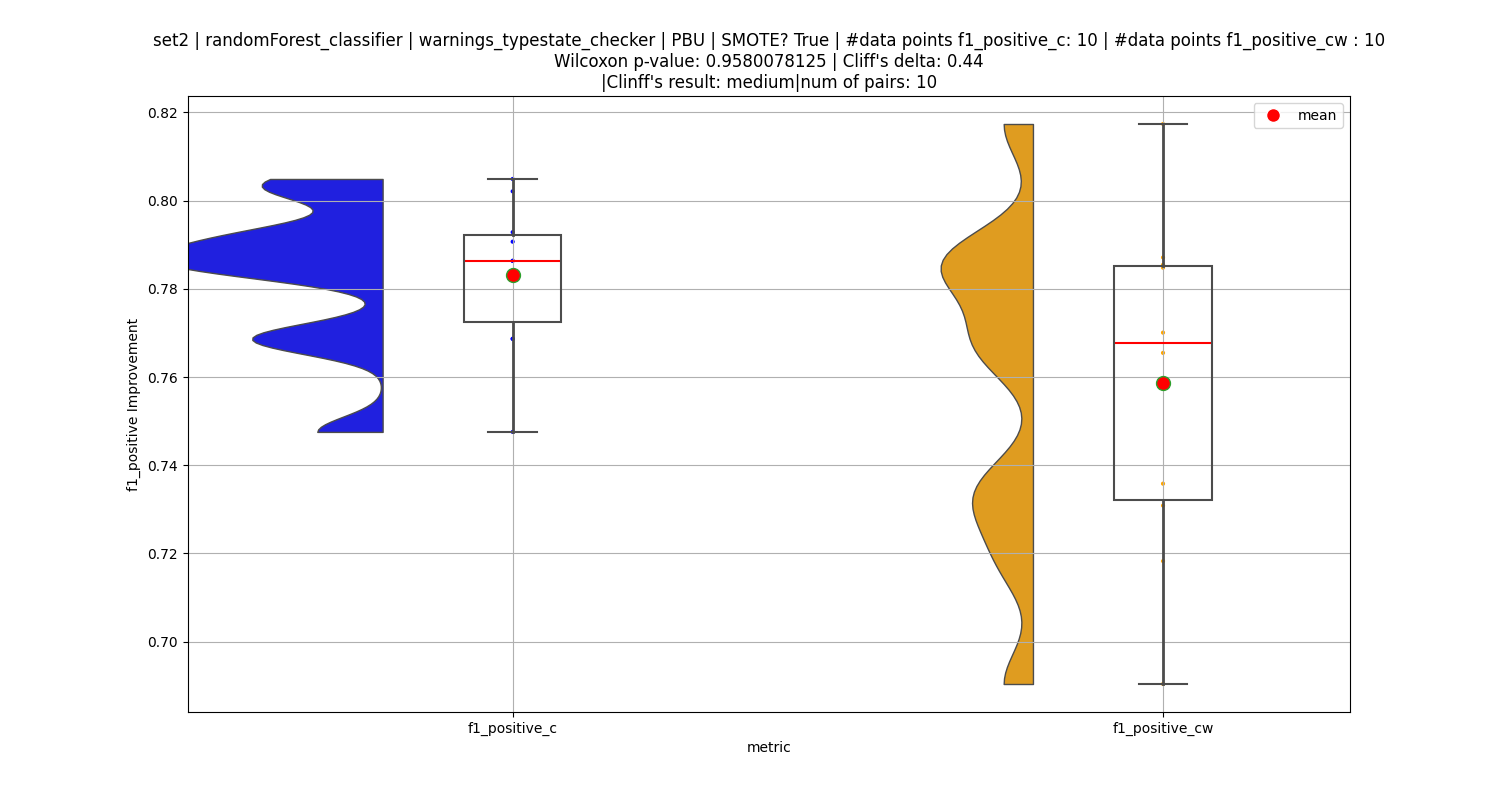 set2 | randomForest_classifier | warnings_typestate_checker | PBU | SMOTE? True | #data points f1_positive_c: 10 | #data points f1_positive_cw : 10
Wilcoxon p-value: 0.9580078125 | Cliff's delta: 0.44
|Clinff's result: medium|num of pairs: 10
mean
0.82
0.80
0.78
0.76
0.74
0.72
0.70
f1_positive Improvement
f1_positive_c
f1_positive_cw
metric